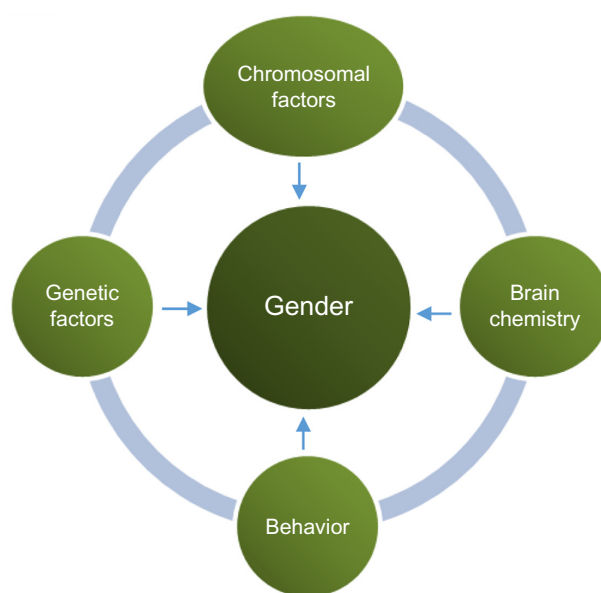 Chromosomal
factors
Genetic
factors
Gender
Brain
chemistry
Behavior